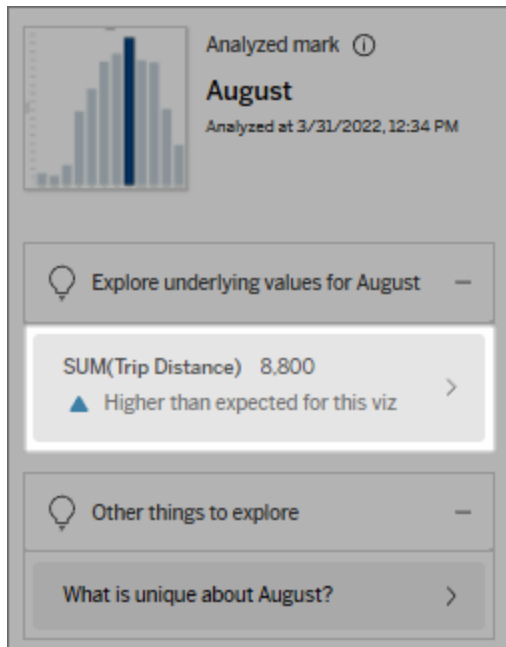 Analyzed mark
August
Analyzed at 3/31/2022, 12:34 PM
Explore underlying values for August
SUM(Trip Distance) 8,800
Higher than expected for this viz
Other things to explore
What is unique about August?